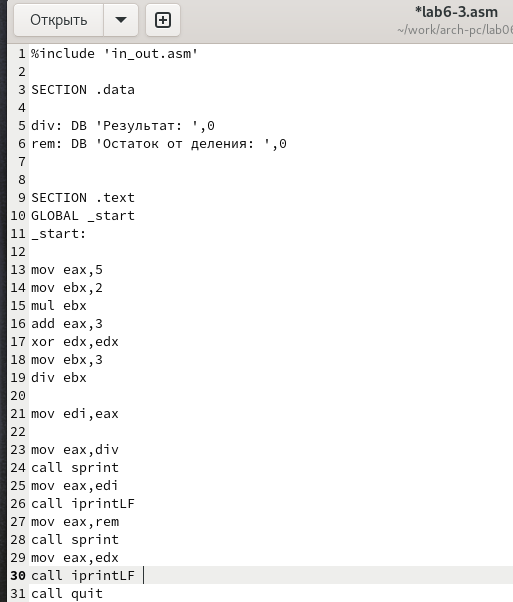 Открыть
*lab6-3.asm
~/work/arch-pc/lab06
1 %include 'in_out.asm'
2
3 SECTION .data
4
5 div: DB 'Результат: ',0
6 rem: DB 'Остаток от деления: ',0
7
8
9 SECTION .text
10 GLOBAL _start
11 _start:
12
13 mov eax,5
14 mov ebx,2
15 mul ebx
16 add eax,3
17 xor edx,edx
18 mov ebx,3
19 div ebx
20
21 mov edi,eax
22
23 mov eax,div
24 call sprint
25 mov eax,edi
26 call iprintLF
27 mov eax,rem
28 call sprint
29 mov eax,edx
30 call iprintLF
31 call quit